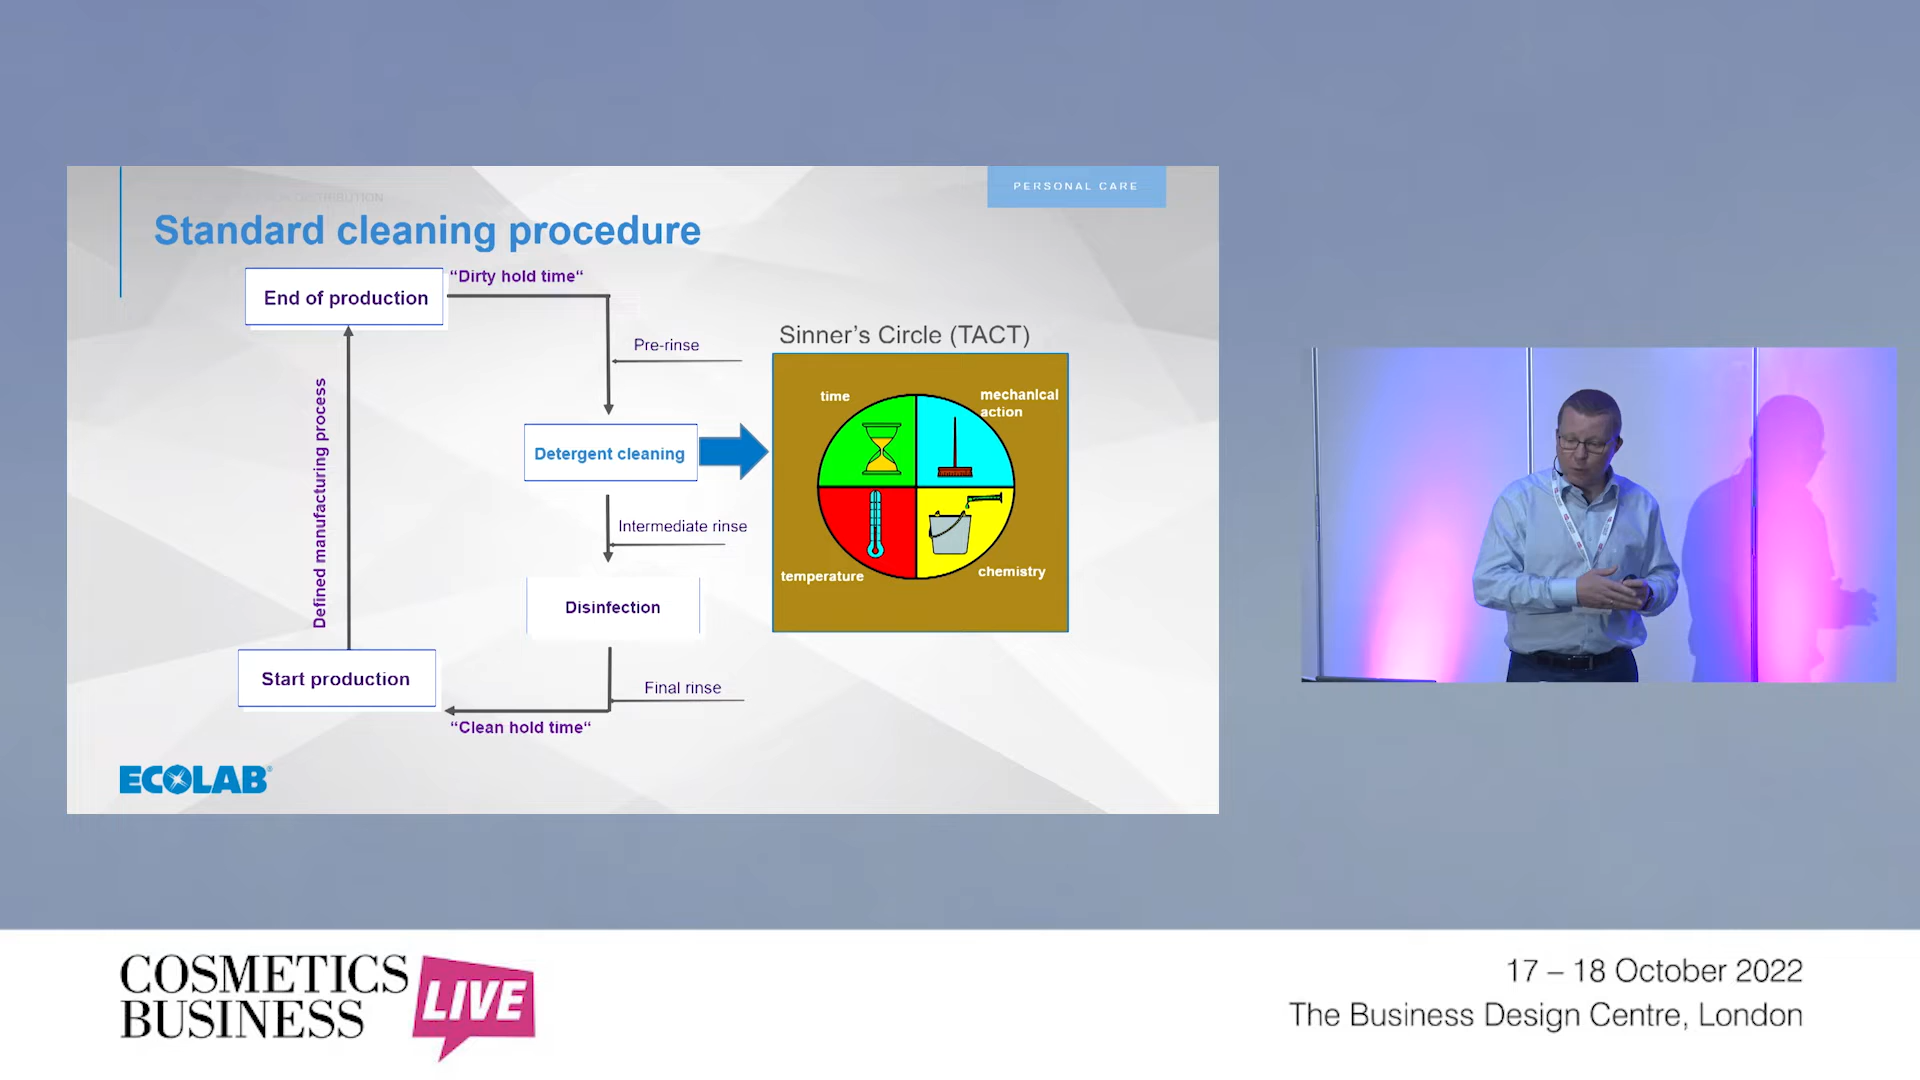 PERSONAL CARE
Standard cleaning procedure
End of production
“Dirty hold time“
Pre-rinse
Detergent cleaning
Intermediate rinse
Disinfection
Final rinse
“Clean hold time“
Start production
Defined manufacturing process
Sinner’s Circle (TACT)
time
mechanical
action
temperature
chemistry
ECOLAB®
COSMETICS
BUSINESS
LIVE
17 – 18 October 2022
The Business Design Centre, London